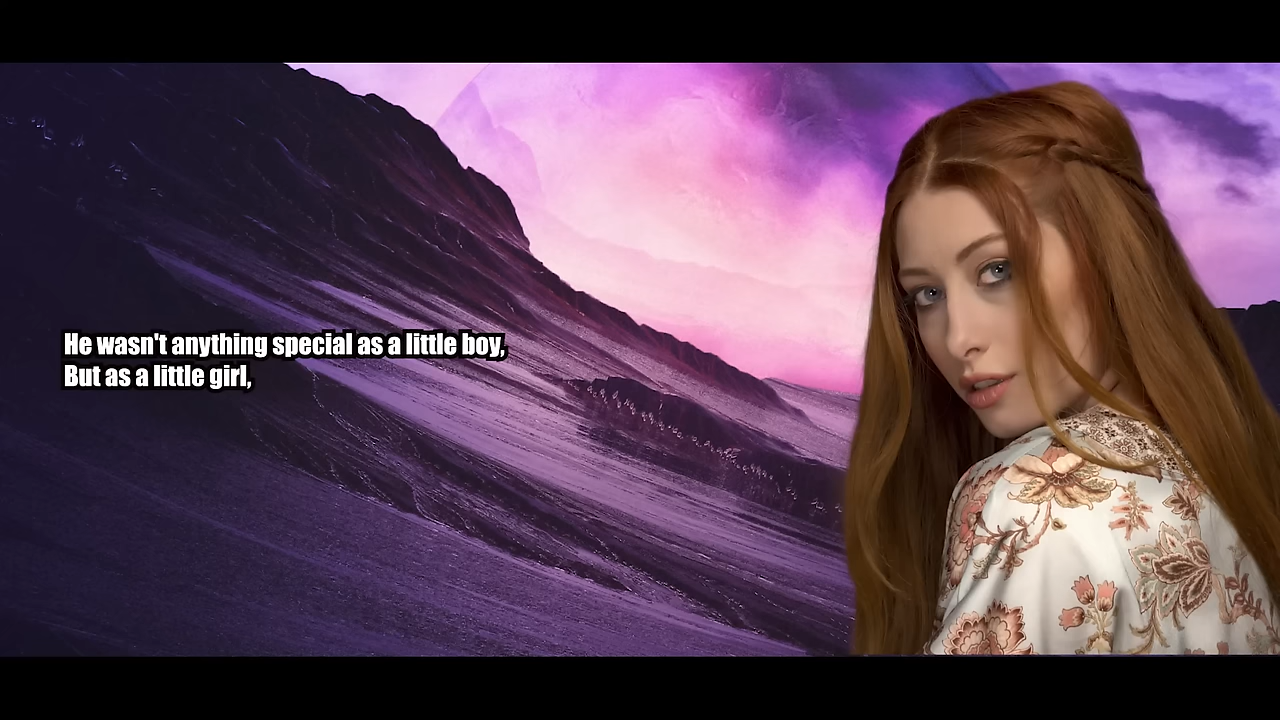 He wasn't anything special as a little boy,
But as a little girl,